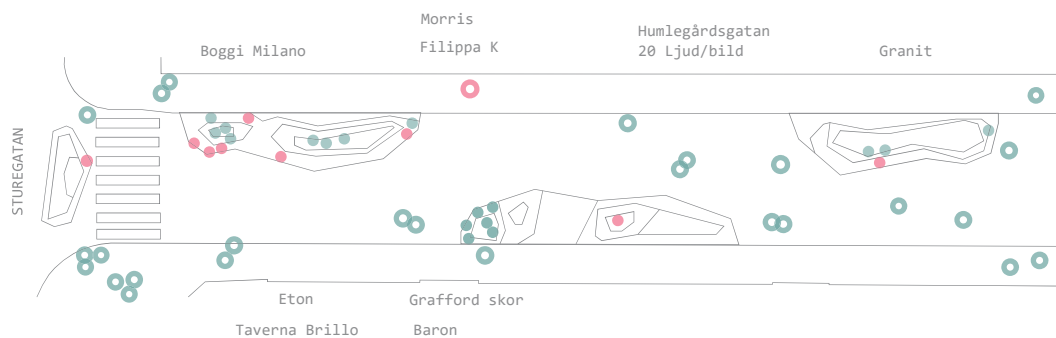 Morris
Humlegårdsgatan
Boggi Milano
Filippa K
20 Ljud/bild
Granit
STUREGATAN
Eton
Grafford skor
Taverna Brillo
Baron